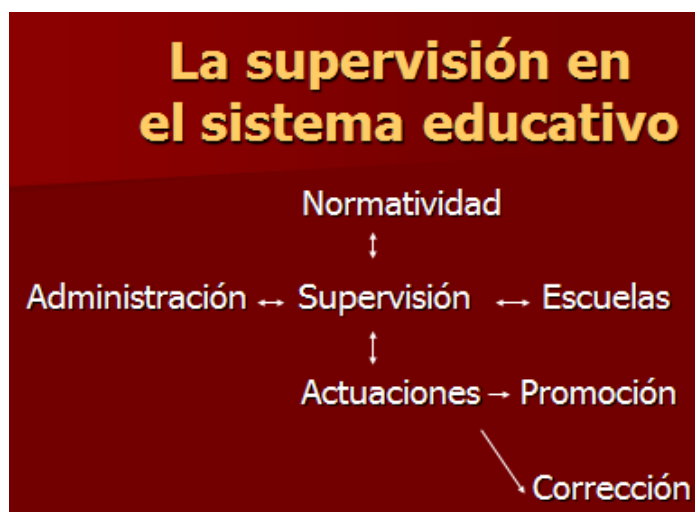 La supervisión en
el sistema educativo
Normatividad
Administración ↔ Supervisión ↔ Escuelas
Actuaciones → Promoción
Corrección